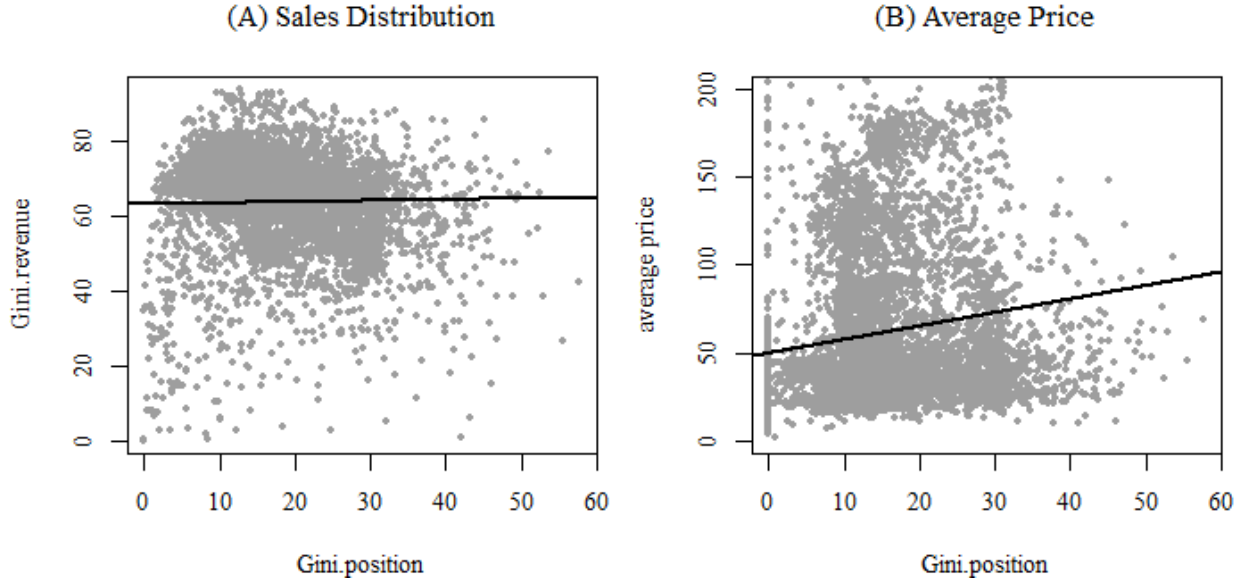 (A) Sales Distribution
Gini.revenue
80
60
40
20
0
0 10 20 30 40 50 60
Gini.position
(B) Average Price
average price
200
150
100
50
0
0 10 20 30 40 50 60
Gini.position